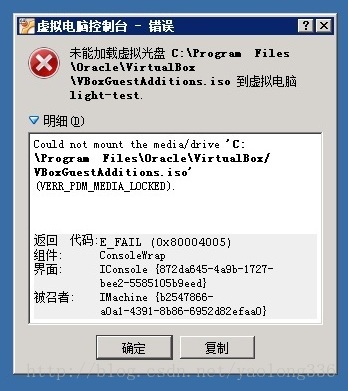 虚拟电脑控制台 - 错误
未能加载虚拟光盘 C:\Program Files
\Oracle\VirtualBox
\VBoxGuestAdditions.iso 到虚拟电脑
light-test.
明细(D)
Could not mount the media/drive 'C:
\Program Files\Oracle\VirtualBox/
VBoxGuestAdditions.iso'
(VERR_PDM_MEDIA_LOCKED).
返回 代码:E_FAIL (0x80004005)
组件: ConsoleWrap
界面: IConsole {872da645-4a9b-1727-
bee2-5585105b9eed}
被召者: IMachine {b2547866-
a0a1-4391-8b86-6952d82efaa0}
确定 复制
http://blog.csdn.net/yuolong336